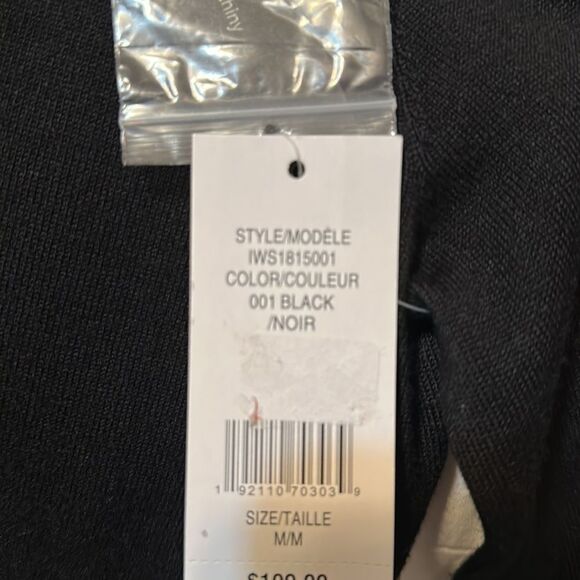 STYLE/MODÈLE
IWS1815001
COLOR/COULEUR
001 BLACK
/NOIR
1 92110 70303 9
SIZE/TAILLE
M/M